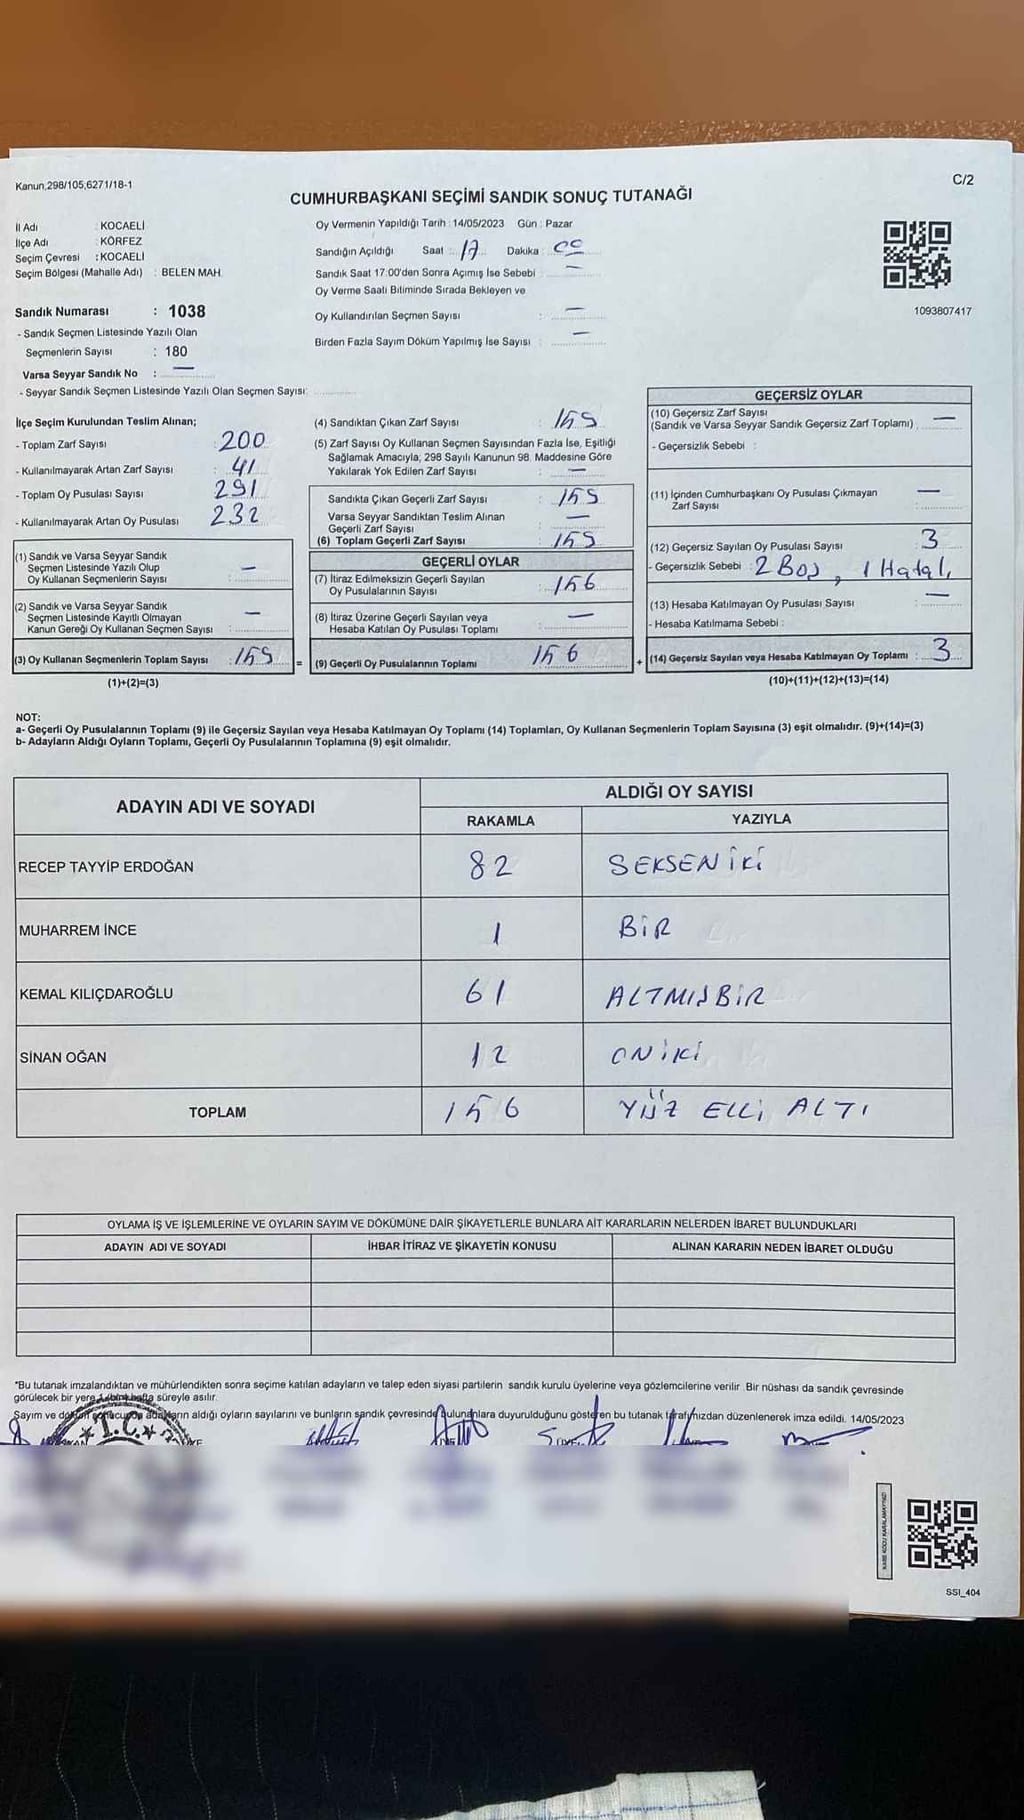 Kanun,298/105,6271/18-1
C/2
CUMHURBAŞKANI SEÇİMİ SANDIK SONUÇ TUTANAĞI
İl Adı : KOCAELİ
İlçe Adı : KÖRFEZ
Seçim Çevresi : KOCAELİ
Seçim Bölgesi (Mahalle Adı) : BELEN MAH.
Sandık Numarası : 1038
- Sandık Seçmen Listesinde Yazılı Olan
Seçmenlerin Sayısı : 180
Varsa Seyyar Sandık No : —
- Seyyar Sandık Seçmen Listesinde Yazılı Olan Seçmen Sayısı:
Oy Vermenin Yapıldığı Tarih : 14/05/2023 Gün : Pazar
Sandığın Açıldığı Saat : 17 Dakika : 00
Sandık Saat 17:00'den Sonra Açımış İse Sebebi : —
Oy Verme Saati Bitiminde Sırada Bekleyen ve
Oy Kullandırılan Seçmen Sayısı : —
Birden Fazla Sayım Döküm Yapılmış İse Sayısı : —
1093807417
İlçe Seçim Kurulundan Teslim Alınan;
- Toplam Zarf Sayısı : 200
- Kullanılmayarak Artan Zarf Sayısı : 41
- Toplam Oy Pusulası Sayısı : 291
- Kullanılmayarak Artan Oy Pusulası : 232
(1) Sandık ve Varsa Seyyar Sandık
Seçmen Listesinde Yazılı Olup
Oy Kullanan Seçmenlerin Sayısı : —
(2) Sandık ve Varsa Seyyar Sandık
Seçmen Listesinde Kayıtlı Olmayan
Kanun Gereği Oy Kullanan Seçmen Sayısı : —
(3) Oy Kullanan Seçmenlerin Toplam Sayısı : 159
(1)+(2)=(3)
=
(4) Sandıktan Çıkan Zarf Sayısı : 159
(5) Zarf Sayısı Oy Kullanan Seçmen Sayısından Fazla İse, Eşitliği
Sağlamak Amacıyla, 298 Sayılı Kanunun 98. Maddesine Göre
Yakılarak Yok Edilen Zarf Sayısı : —
Sandıkta Çıkan Geçerli Zarf Sayısı : 159
Varsa Seyyar Sandıktan Teslim Alınan
Geçerli Zarf Sayısı : —
(6) Toplam Geçerli Zarf Sayısı : 159
GEÇERLİ OYLAR
(7) İtiraz Edilmeksizin Geçerli Sayılan
Oy Pusulalarının Sayısı : 156
(8) İtiraz Üzerine Geçerli Sayılan veya
Hesaba Katılan Oy Pusulası Toplamı : —
(9) Geçerli Oy Pusulalarının Toplamı 156
+
GEÇERSİZ OYLAR
(10) Geçersiz Zarf Sayısı
(Sandık ve Varsa Seyyar Sandık Geçersiz Zarf Toplamı) : —
- Geçersizlik Sebebi :
(11) İçinden Cumhurbaşkanı Oy Pusulası Çıkmayan
Zarf Sayısı : —
(12) Geçersiz Sayılan Oy Pusulası Sayısı : 3
- Geçersizlik Sebebi : 2 Boş, 1 Hatal,
(13) Hesaba Katılmayan Oy Pusulası Sayısı : —
- Hesaba Katılmama Sebebi :
(14) Geçersiz Sayılan veya Hesaba Katılmayan Oy Toplamı : 3
(10)+(11)+(12)+(13)=(14)
NOT:
a- Geçerli Oy Pusulalarının Toplamı (9) ile Geçersiz Sayılan veya Hesaba Katılmayan Oy Toplamı (14) Toplamları, Oy Kullanan Seçmenlerin Toplam Sayısına (3) eşit olmalıdır. (9)+(14)=(3)
b- Adayların Aldığı Oyların Toplamı, Geçerli Oy Pusulalarının Toplamına (9) eşit olmalıdır.
ADAYIN ADI VE SOYADI ALDIĞI OY SAYISI
RAKAMLA YAZIYLA
RECEP TAYYİP ERDOĞAN 82 SEKSEN İKİ
MUHARREM İNCE 1 BİR
KEMAL KILIÇDAROĞLU 61 ALTMIŞBİR
SİNAN OĞAN 12 ONİKİ
TOPLAM 156 YÜZ ELLİ ALTI
OYLAMA İŞ VE İŞLEMLERİNE VE OYLARIN SAYIM VE DÖKÜMÜNE DAİR ŞİKAYETLERLE BUNLARA AİT KARARLARIN NELERDEN İBARET BULUNDUKLARI
ADAYIN ADI VE SOYADI İHBAR İTİRAZ VE ŞİKAYETİN KONUSU ALINAN KARARIN NEDEN İBARET OLDUĞU
*Bu tutanak imzalandıktan ve mühürlendikten sonra seçime katılan adayların ve talep eden siyasi partilerin sandık kurulu üyelerine veya gözlemcilerine verilir. Bir nüshası da sandık çevresinde
görülecek bir yere 1 (bir) hafta süreyle asılır.
Sayım ve döküm sonucunda adayların aldığı oyların sayılarını ve bunların sandık çevresinde bulunanlara duyurulduğunu gösteren bu tutanak tarafımızdan düzenlenerek imza edildi. 14/05/2023
T.C.
SSI_404